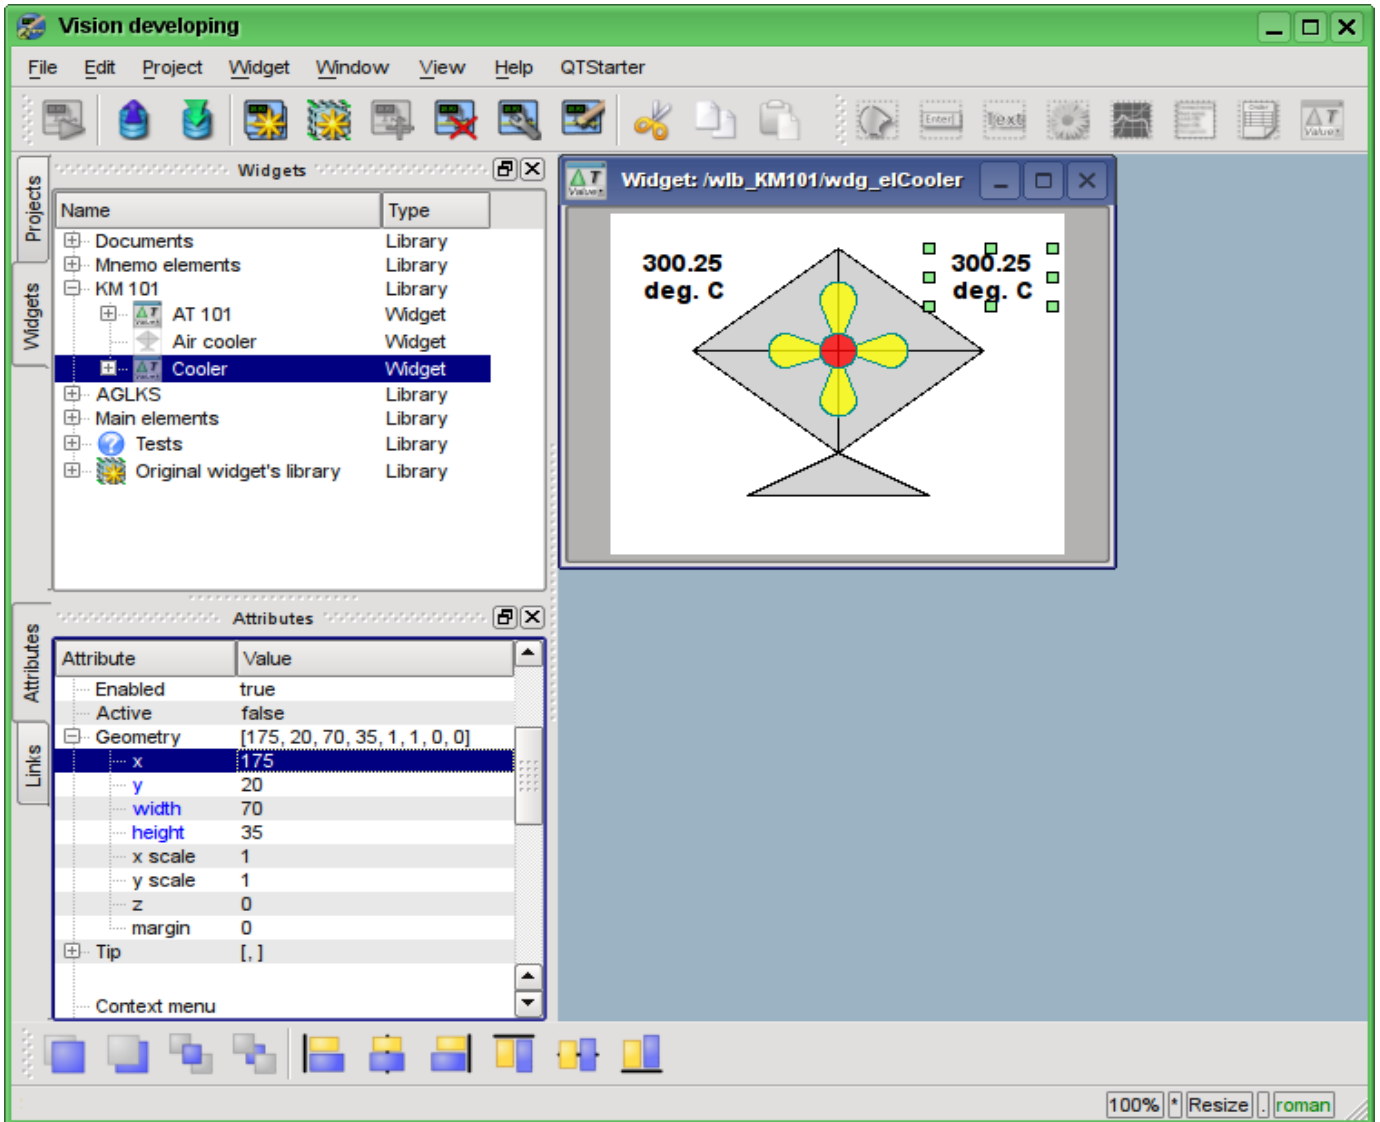 Vision developing
File Edit Project Widget Window View Help QTStarter
Enter Text
ΔT
Projects
Widgets
Widgets
Name Type
Documents Library
Mnemo elements Library
KM 101 Library
AT 101 Widget
Air cooler Widget
Cooler Widget
AGLKS Library
Main elements Library
Tests Library
Original widget's library Library
Widget: /wlb_KM101/wdg_elCooler
300.25
deg. C
300.25
deg. C
Attributes
Links
Attributes
Attribute Value
Enabled true
Active false
Geometry [175, 20, 70, 35, 1, 1, 0, 0]
x 175
y 20
width 70
height 35
x scale 1
y scale 1
z 0
margin 0
Tip [, ]
Context menu
100% * Resize . roman